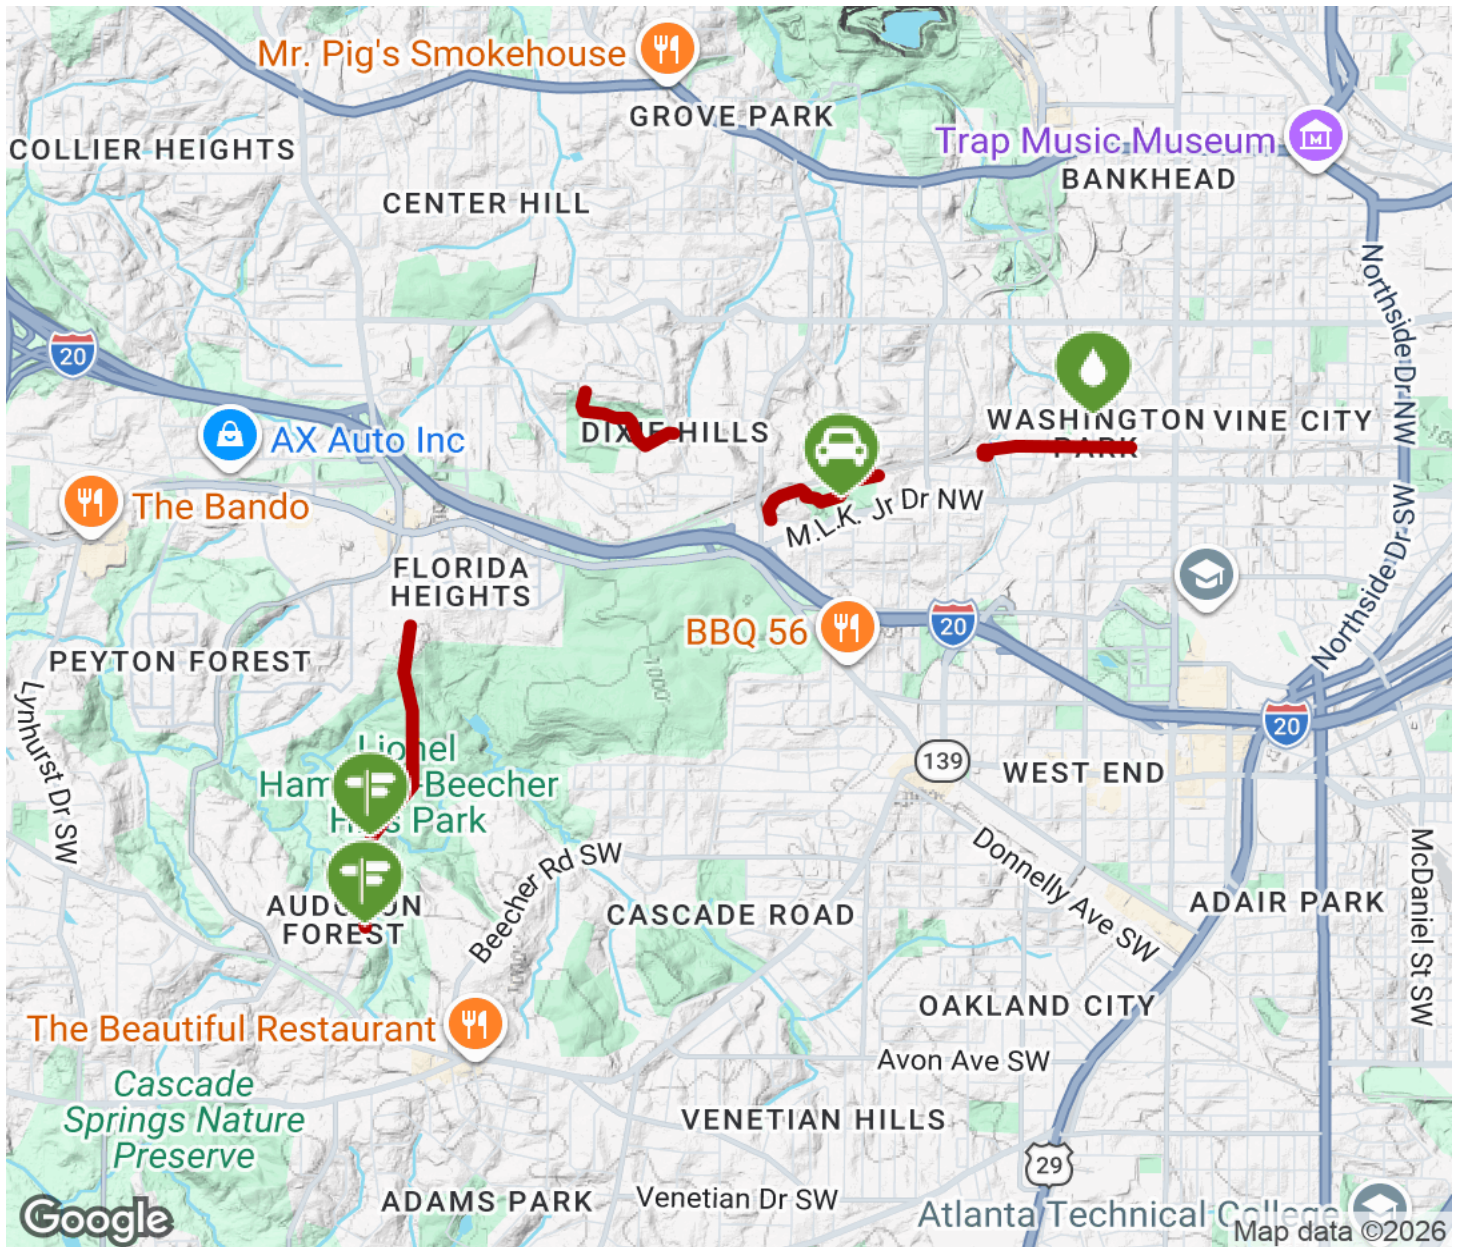 Mr. Pig's Smokehouse
GROVE PARK
COLLIER HEIGHTS
Trap Music Museum
M
BANKHEAD
CENTER HILL
Northside Dr NW
20
WASHINGTON
PARK
VINE CITY
DIXIE HILLS
AX Auto Inc
The Bando
M.L.K. Jr Dr NW
Northside Dr SW
FLORIDA
HEIGHTS
BBQ 56
20
PEYTON FOREST
1000
Lynhurst Dr SW
20
Lionel
Beecher
Park
139
WEST END
Beecher Rd SW
Donnelly Ave SW
McDaniel St SW
FOREST
CASCADE ROAD
ADAIR PARK
OAKLAND CITY
The Beautiful Restaurant
Avon Ave SW
Cascade
Springs Nature
Preserve
VENETIAN HILLS
29
ADAMS PARK
Venetian Dr SW
Atlanta Technical College
Google
Map data ©2026